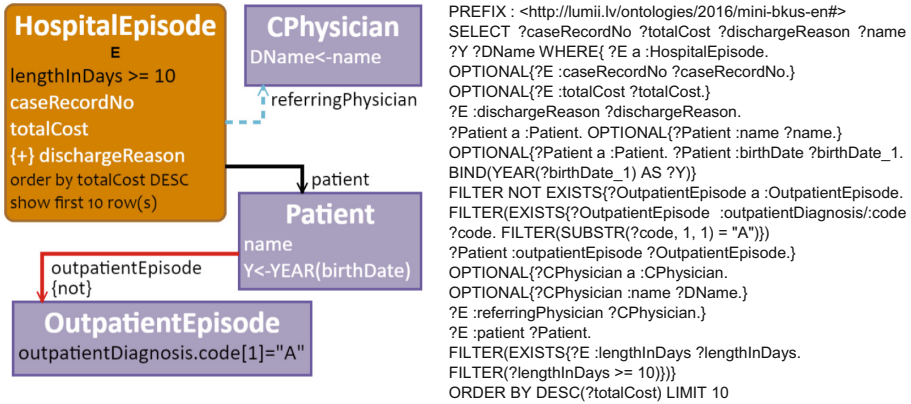 HospitalEpisode
E
lengthInDays >= 10
caseRecordNo
totalCost
{+} dischargeReason
order by totalCost DESC
show first 10 row(s)
CPhysician
DName<-name
referringPhysician
patient
Patient
name
Y<-YEAR(birthDate)
outpatientEpisode
{not}
OutpatientEpisode
outpatientDiagnosis.code[1]="A"
PREFIX : <http://lumii.lv/ontologies/2016/mini-bkus-en#>
SELECT ?caseRecordNo ?totalCost ?dischargeReason ?name
?Y ?DName WHERE{ ?E a :HospitalEpisode.
OPTIONAL{?E :caseRecordNo ?caseRecordNo.}
OPTIONAL{?E :totalCost ?totalCost.}
?E :dischargeReason ?dischargeReason.
?Patient a :Patient. OPTIONAL{?Patient :name ?name.}
OPTIONAL{?Patient a :Patient. ?Patient :birthDate ?birthDate_1.
BIND(YEAR(?birthDate_1) AS ?Y)}
FILTER NOT EXISTS{?OutpatientEpisode a :OutpatientEpisode.
FILTER(EXISTS{?OutpatientEpisode :outpatientDiagnosis/:code
?code. FILTER(SUBSTR(?code, 1, 1) = "A")})
?Patient :outpatientEpisode ?OutpatientEpisode.}
OPTIONAL{?CPhysician a :CPhysician.
OPTIONAL{?CPhysician :name ?DName.}
?E :referringPhysician ?CPhysician.}
?E :patient ?Patient.
FILTER(EXISTS{?E :lengthInDays ?lengthInDays.
FILTER(?lengthInDays >= 10)})}
ORDER BY DESC(?totalCost) LIMIT 10